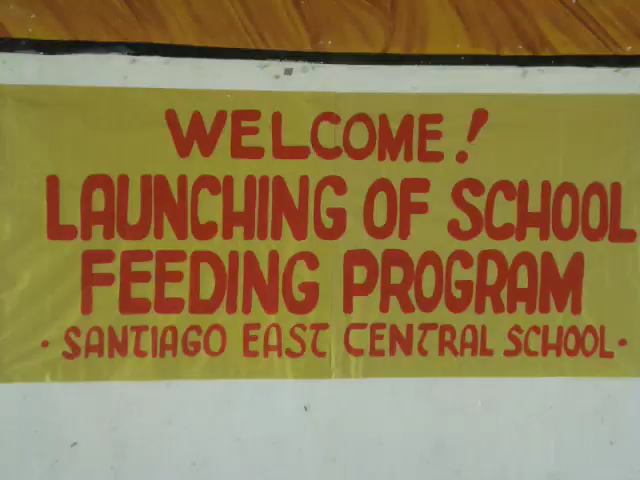 WELCOME!
LAUNCHING OF SCHOOL
FEEDING PROGRAM
• SANTIAGO EAST CENTRAL SCHOOL •